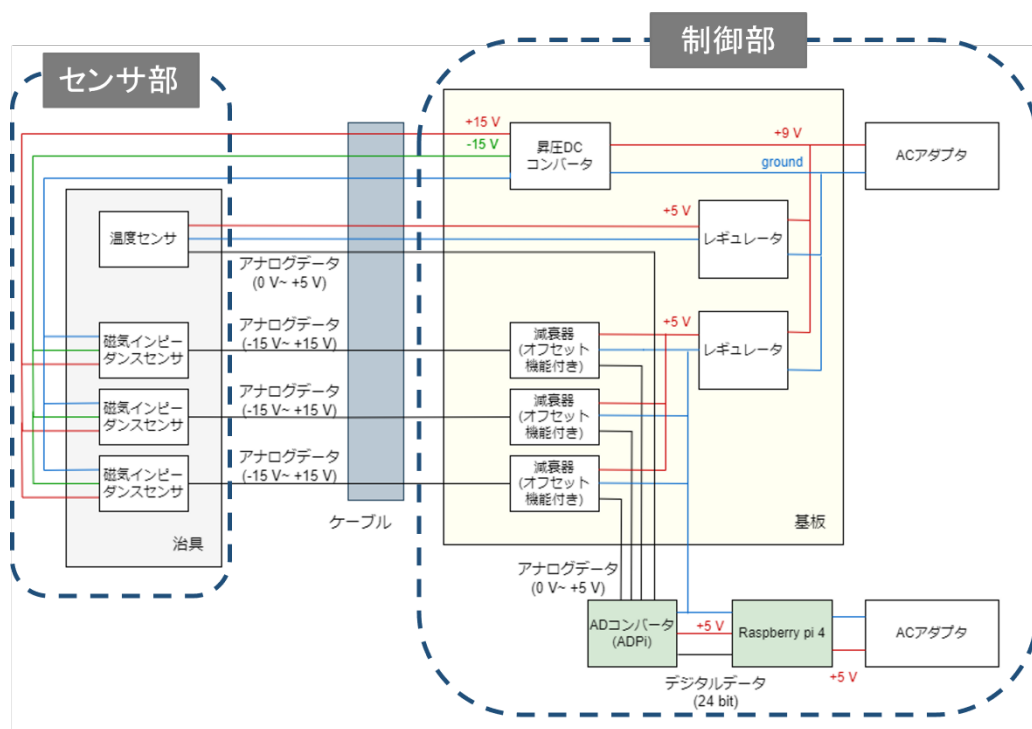 制御部
センサ部
+15 V
-15 V
昇圧DC
コンバータ
+9 V
ground
ACアダプタ
温度センサ
+5 V
レギュレータ
アナログデータ
(0 V~ +5 V)
磁気インピー
ダンスセンサ
アナログデータ
(-15 V~ +15 V)
減衰器
(オフセット
機能付き)
+5 V
レギュレータ
磁気インピー
ダンスセンサ
アナログデータ
(-15 V~ +15 V)
減衰器
(オフセット
機能付き)
磁気インピー
ダンスセンサ
アナログデータ
(-15 V~ +15 V)
減衰器
(オフセット
機能付き)
治具
ケーブル
基板
アナログデータ
(0 V~ +5 V)
ADコンバータ
(ADPi)
+5 V
Raspberry pi 4
ACアダプタ
+5 V
デジタルデータ
(24 bit)